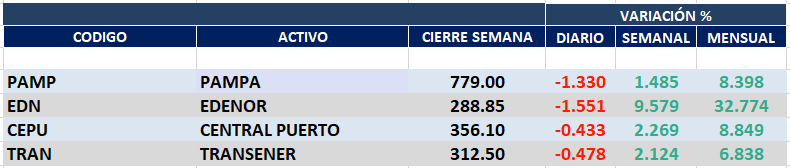 VARIACIÓN %
CODIGO ACTIVO CIERRE SEMANA DIARIO SEMANAL MENSUAL
PAMP PAMPA 779.00 -1.330 1.485 8.398
EDN EDENOR 288.85 -1.551 9.579 32.774
CEPU CENTRAL PUERTO 356.10 -0.433 2.269 8.849
TRAN TRANSENER 312.50 -0.478 2.124 6.838